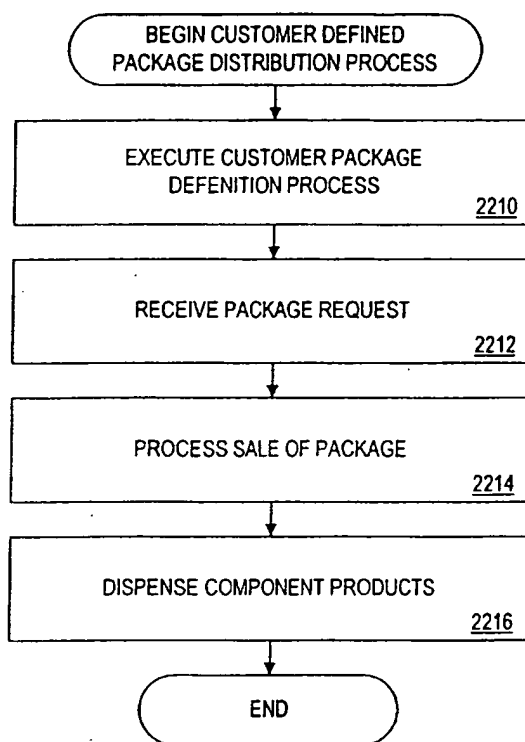 BEGIN CUSTOMER DEFINED
PACKAGE DISTRIBUTION PROCESS
EXECUTE CUSTOMER PACKAGE
DEFENITION PROCESS
2210
RECEIVE PACKAGE REQUEST
2212
PROCESS SALE OF PACKAGE
2214
DISPENSE COMPONENT PRODUCTS
2216
END